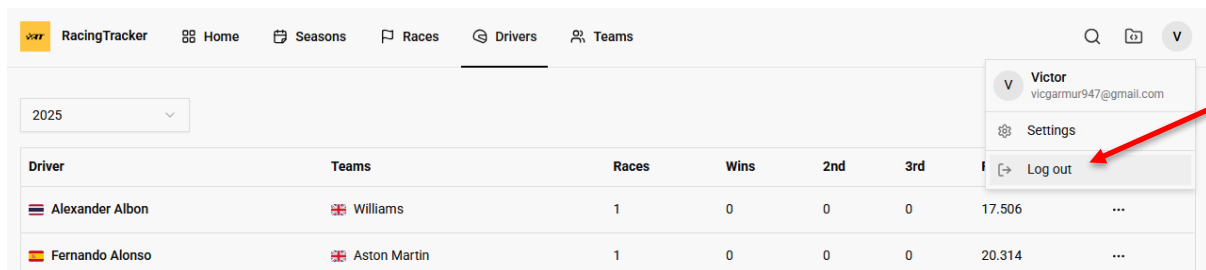 RacingTracker Home Seasons Races Drivers Teams V
V Victor
vicgarmur947@gmail.com
2025
Settings
Driver Teams Races Wins 2nd 3rd
Log out
Alexander Albon Williams 1 0 0 0 17.506 ...
Fernando Alonso Aston Martin 1 0 0 0 20.314 ...